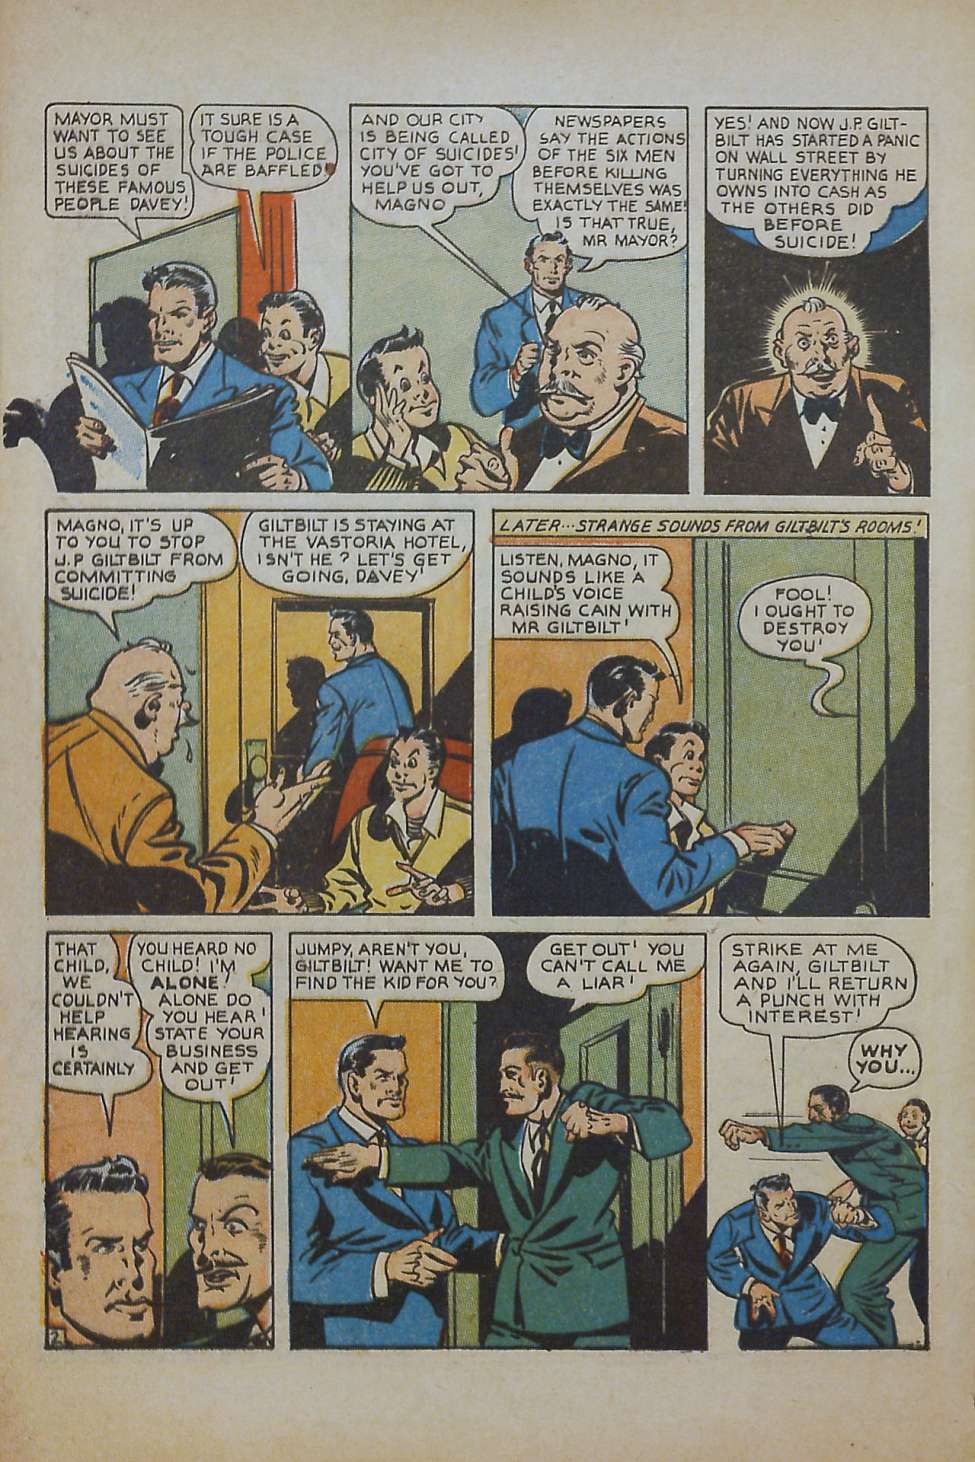 MAYOR MUST
WANT TO SEE
US ABOUT THE
SUICIDES OF
THESE FAMOUS
PEOPLE DAVEY!
IT SURE IS A
TOUGH CASE
IF THE POLICE
ARE BAFFLED
AND OUR CITY
IS BEING CALLED
CITY OF SUICIDES!
YOU'VE GOT TO
HELP US OUT,
MAGNO
NEWSPAPERS
SAY THE ACTIONS
OF THE SIX MEN
BEFORE KILLING
THEMSELVES WAS
EXACTLY THE SAME!
IS THAT TRUE,
MR MAYOR?
YES! AND NOW J.P. GILT-
BILT HAS STARTED A PANIC
ON WALL STREET BY
TURNING EVERYTHING HE
OWNS INTO CASH AS
THE OTHERS DID
BEFORE
SUICIDE!
MAGNO, IT'S UP
TO YOU TO STOP
J.P GILTBILT FROM
COMMITTING
SUICIDE!
GILTBILT IS STAYING AT
THE VASTORIA HOTEL,
ISN'T HE? LET'S GET
GOING, DAVEY!
LATER... STRANGE SOUNDS FROM GILTBILT'S ROOMS!
LISTEN, MAGNO, IT
SOUNDS LIKE A
CHILD'S VOICE
RAISING CAIN WITH
MR GILTBILT!
FOOL!
I OUGHT TO
DESTROY
YOU!
THAT
CHILD,
WE
COULDN'T
HELP
HEARING
IS
CERTAINLY
YOU HEARD NO
CHILD! I'M
ALONE!
ALONE DO
YOU HEAR!
STATE YOUR
BUSINESS
AND GET
OUT!
JUMPY, AREN'T YOU,
GILTBILT! WANT ME TO
FIND THE KID FOR YOU?
GET OUT! YOU
CAN'T CALL ME
A LIAR!
STRIKE AT ME
AGAIN, GILTBILT
AND I'LL RETURN
A PUNCH WITH
INTEREST!
WHY
YOU...
2